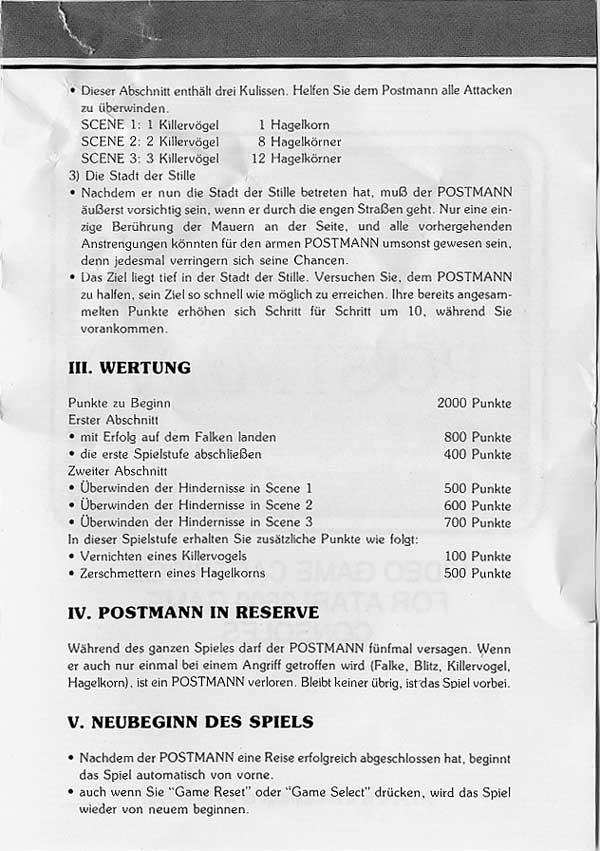 • Dieser Abschnitt enthält drei Kulissen. Helfen Sie dem Postmann alle Attacken
zu überwinden.
SCENE 1: 1 Killervögel 1 Hagelkorn
SCENE 2: 2 Killervögel 8 Hagelkörner
SCENE 3: 3 Killervögel 12 Hagelkörner
3) Die Stadt der Stille
• Nachdem er nun die Stadt der Stille betreten hat, muß der POSTMANN
äußerst vorsichtig sein, wenn er durch die engen Straßen geht. Nur eine ein-
zige Berührung der Mauern an der Seite, und alle vorhergehenden
Anstrengungen könnten für den armen POSTMANN umsonst gewesen sein,
denn jedesmal verringern sich seine Chancen.
• Das Ziel liegt tief in der Stadt der Stille. Versuchen Sie, dem POSTMANN
zu halfen, sein Ziel so schnell wie möglich zu erreichen. Ihre bereits angesam-
melten Punkte erhöhen sich Schritt für Schritt um 10, während Sie
vorankommen.
III. WERTUNG
Punkte zu Beginn 2000 Punkte
Erster Abschnitt
• mit Erfolg auf dem Falken landen 800 Punkte
• die erste Spielstufe abschließen 400 Punkte
Zweiter Abschnitt
• Überwinden der Hindernisse in Scene 1 500 Punkte
• Überwinden der Hindernisse in Scene 2 600 Punkte
• Überwinden der Hindernisse in Scene 3 700 Punkte
In dieser Spielstufe erhalten Sie zusätzliche Punkte wie folgt:
• Vernichten eines Killervogels 100 Punkte
• Zerschmettern eines Hagelkorns 500 Punkte
IV. POSTMANN IN RESERVE
Während des ganzen Spieles darf der POSTMANN fünfmal versagen. Wenn
er auch nur einmal bei einem Angriff getroffen wird (Falke, Blitz, Killervogel,
Hagelkorn), ist ein POSTMANN verloren. Bleibt keiner übrig, ist das Spiel vorbei.
V. NEUBEGINN DES SPIELS
• Nachdem der POSTMANN eine Reise erfolgreich abgeschlossen hat, beginnt
das Spiel automatisch von vorne.
• auch wenn Sie "Game Reset" oder "Game Select" drücken, wird das Spiel
wieder von neuem beginnen.